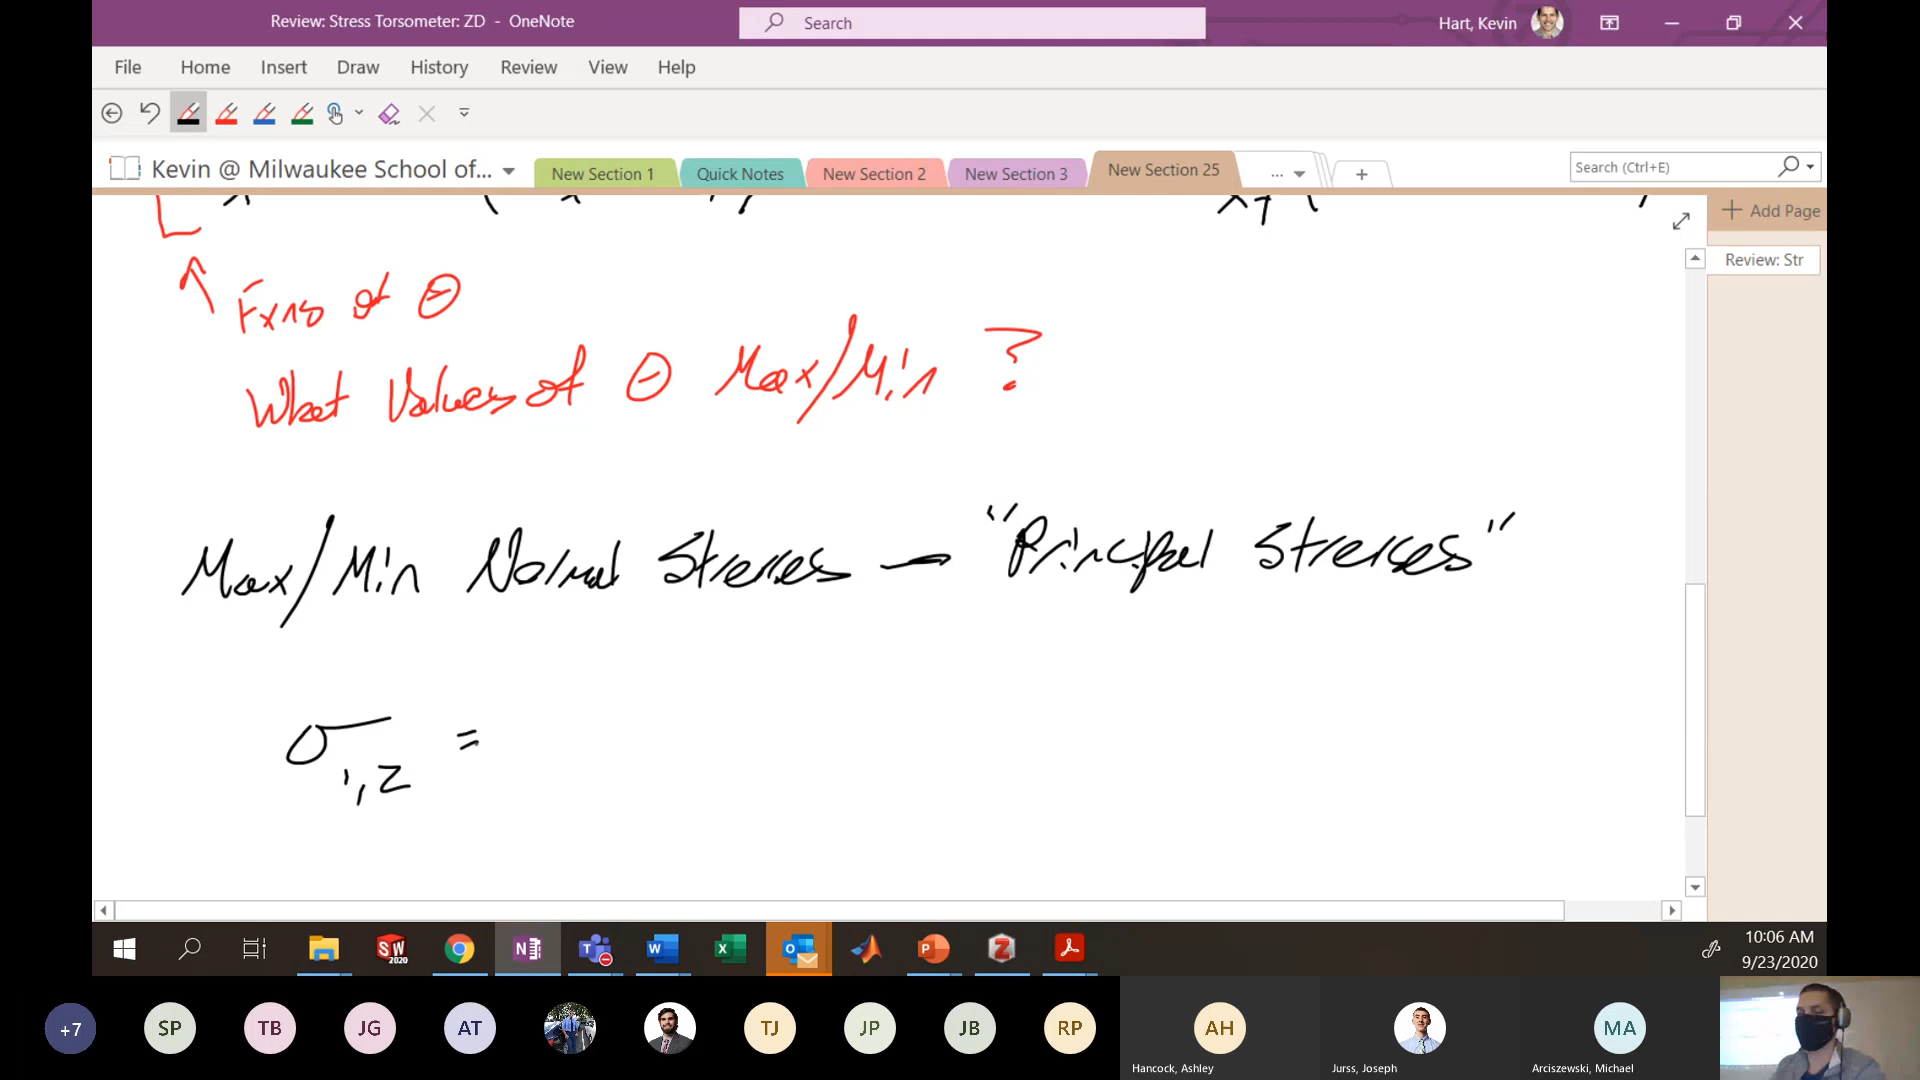 Review: Stress Torsometer: ZD - OneNote
Search
Hart, Kevin
File Home Insert Draw History Review View Help
Kevin @ Milwaukee School of...
New Section 1
Quick Notes
New Section 2
New Section 3
New Section 25
...
Search (Ctrl+E)
Add Page
Review: Str
Fxns of Θ
What Values of Θ Max/Min ?
Max/Min Normal Stresses - "Principal Stresses"
σ1,2 =
SW
2020
N
W
X
P
Z
10:06 AM
9/23/2020
+7
SP
TB
JG
AT
TJ
JP
JB
RP
AH
MA
Hancock, Ashley
Jurss, Joseph
Arciszewski, Michael